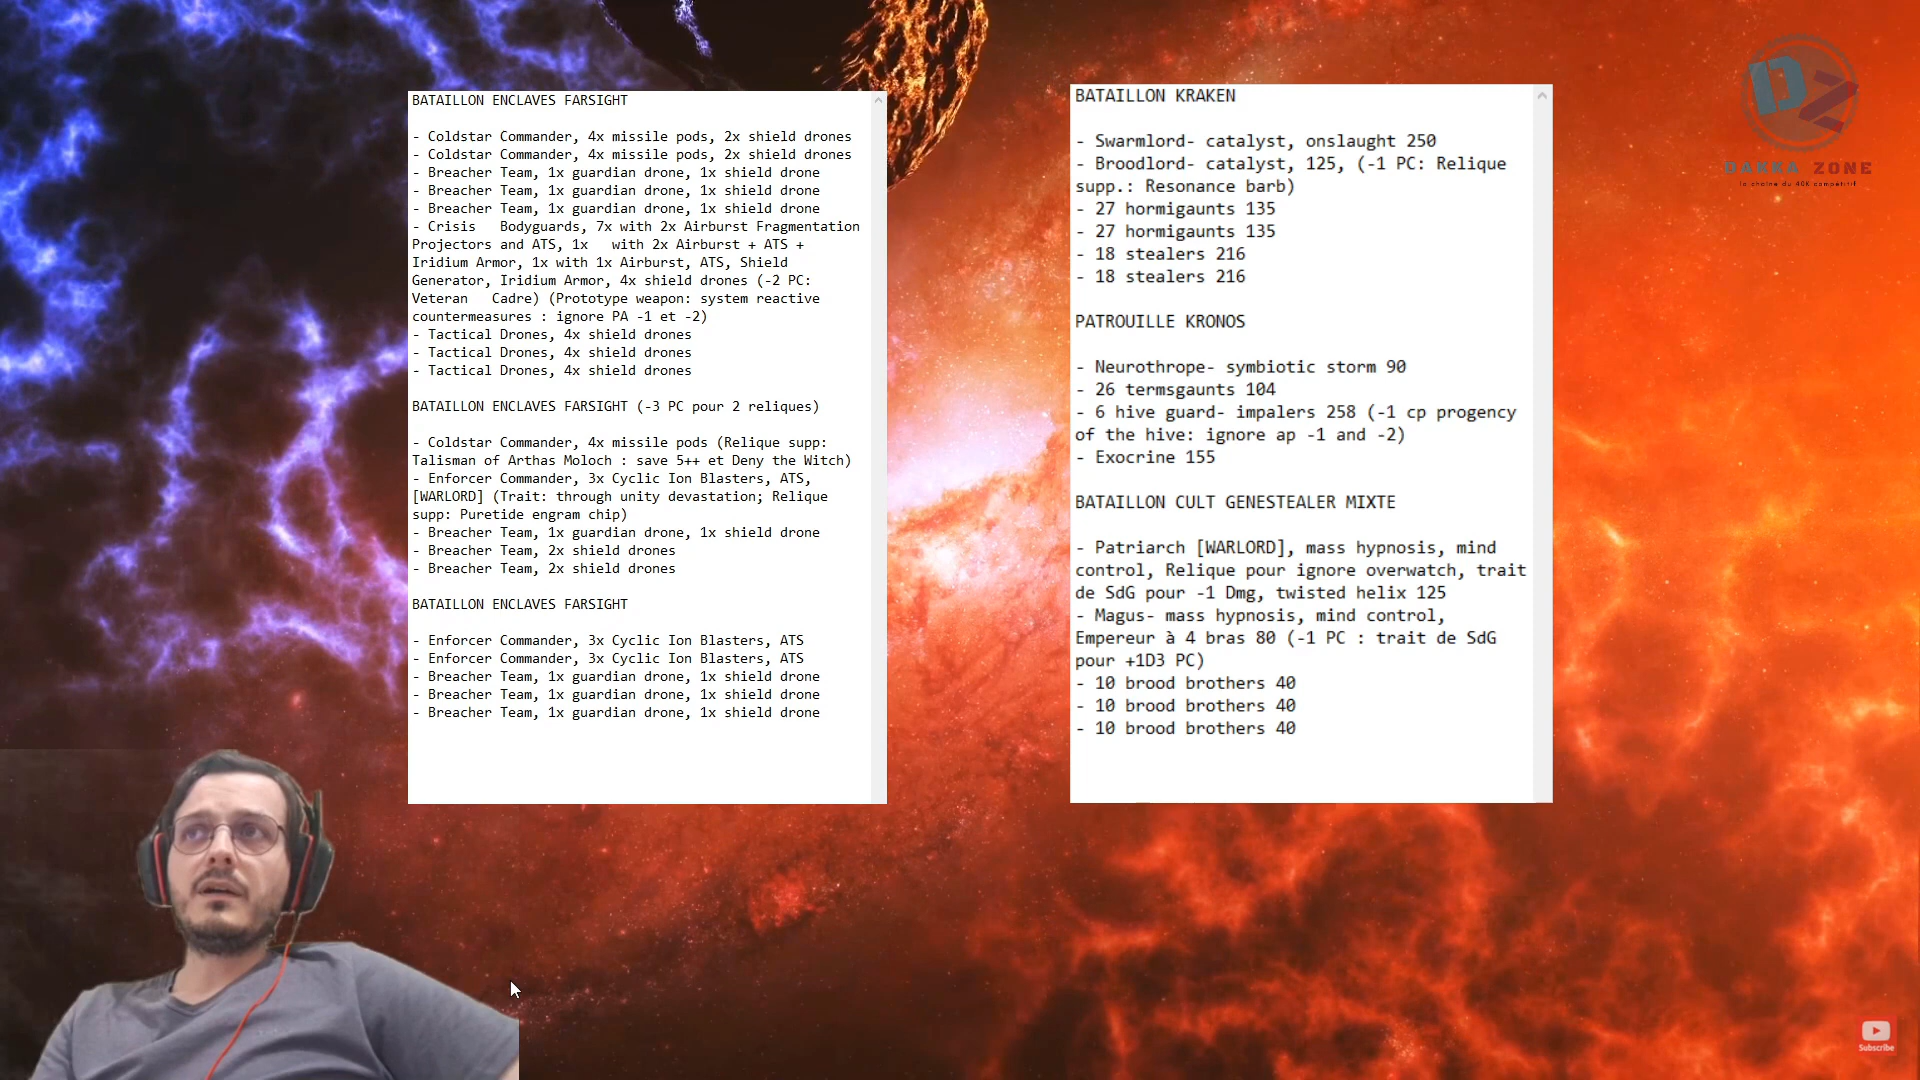 BATAILLON ENCLAVES FARSIGHT
- Coldstar Commander, 4x missile pods, 2x shield drones
- Coldstar Commander, 4x missile pods, 2x shield drones
- Breacher Team, 1x guardian drone, 1x shield drone
- Breacher Team, 1x guardian drone, 1x shield drone
- Breacher Team, 1x guardian drone, 1x shield drone
- Crisis   Bodyguards, 7x with 2x Airburst Fragmentation
Projectors and ATS, 1x   with 2x Airburst + ATS +
Iridium Armor, 1x with 1x Airburst, ATS, Shield
Generator, Iridium Armor, 4x shield drones (-2 PC:
Veteran   Cadre) (Prototype weapon: system reactive
countermeasures : ignore PA -1 et -2)
- Tactical Drones, 4x shield drones
- Tactical Drones, 4x shield drones
- Tactical Drones, 4x shield drones
BATAILLON ENCLAVES FARSIGHT (-3 PC pour 2 reliques)
- Coldstar Commander, 4x missile pods (Relique supp:
Talisman of Arthas Moloch : save 5++ et Deny the Witch)
- Enforcer Commander, 3x Cyclic Ion Blasters, ATS,
[WARLORD] (Trait: through unity devastation; Relique
supp: Puretide engram chip)
- Breacher Team, 1x guardian drone, 1x shield drone
- Breacher Team, 2x shield drones
- Breacher Team, 2x shield drones
BATAILLON ENCLAVES FARSIGHT
- Enforcer Commander, 3x Cyclic Ion Blasters, ATS
- Enforcer Commander, 3x Cyclic Ion Blasters, ATS
- Breacher Team, 1x guardian drone, 1x shield drone
- Breacher Team, 1x guardian drone, 1x shield drone
- Breacher Team, 1x guardian drone, 1x shield drone
BATAILLON KRAKEN
- Swarmlord- catalyst, onslaught 250
- Broodlord- catalyst, 125, (-1 PC: Relique
supp.: Resonance barb)
- 27 hormigaunts 135
- 27 hormigaunts 135
- 18 stealers 216
- 18 stealers 216
PATROUILLE KRONOS
- Neurothrope- symbiotic storm 90
- 26 termsgaunts 104
- 6 hive guard- impalers 258 (-1 cp progency
of the hive: ignore ap -1 and -2)
- Exocrine 155
BATAILLON CULT GENESTEALER MIXTE
- Patriarch [WARLORD], mass hypnosis, mind
control, Relique pour ignore overwatch, trait
de SdG pour -1 Dmg, twisted helix 125
- Magus- mass hypnosis, mind control,
Empereur à 4 bras 80 (-1 PC : trait de SdG
pour +1D3 PC)
- 10 brood brothers 40
- 10 brood brothers 40
- 10 brood brothers 40
DZ
DAKKA ZONE
la chaîne du 40K compétitif
Subscribe